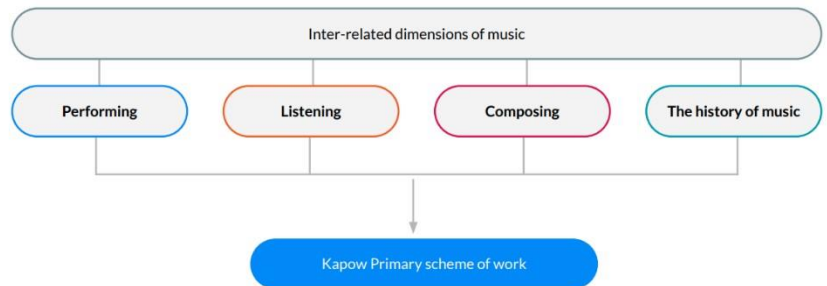 Inter-related dimensions of music
Performing
Listening
Composing
The history of music
Kapow Primary scheme of work